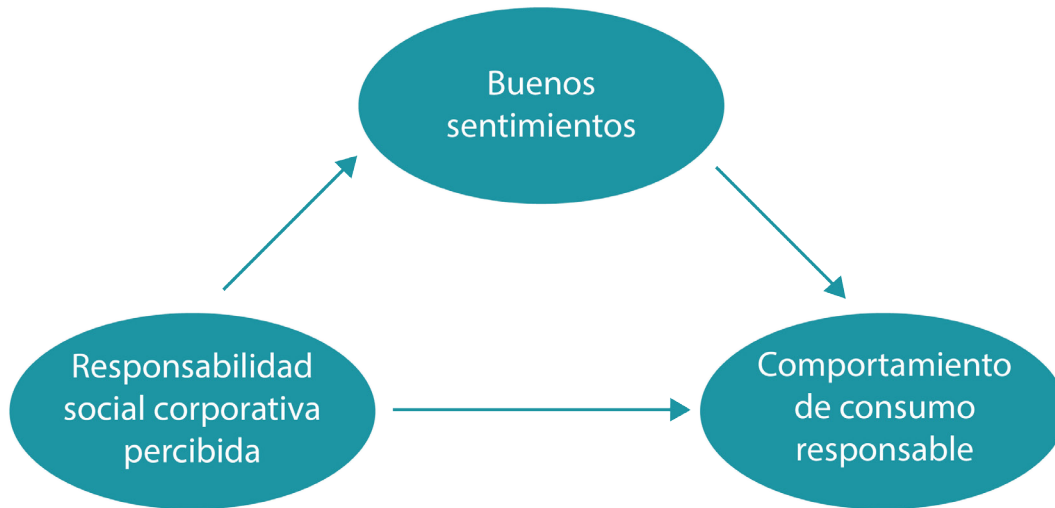 Buenos
sentimientos
Responsabilidad
social corporativa
percibida
Comportamiento
de consumo
responsable